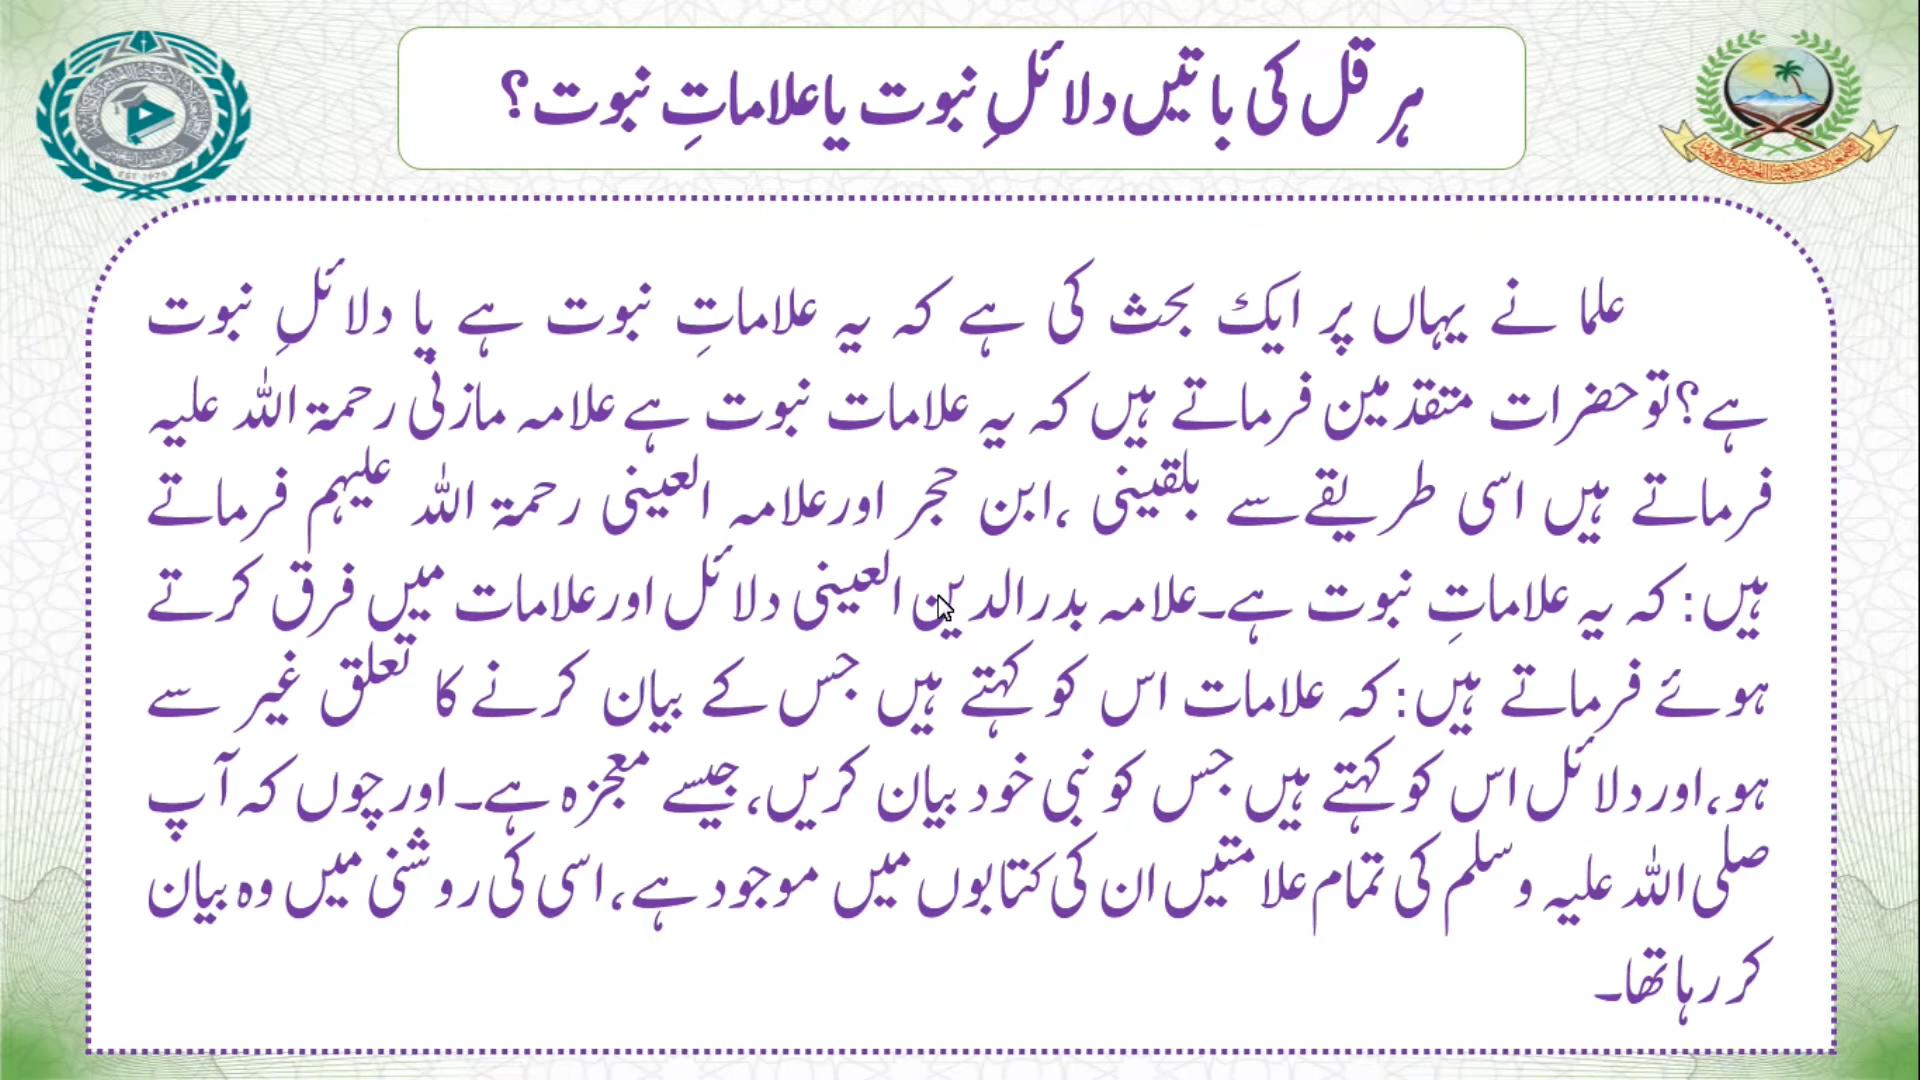 ہرقل کی باتیں دلائلِ نبوت یا علاماتِ نبوت؟
علما نے یہاں پر ایک بحث کی ہے کہ یہ علاماتِ نبوت ہے یا دلائلِ نبوت
ہے؟ تو حضرات متقدمین فرماتے ہیں کہ یہ علامات نبوت ہے علامہ مازنی رحمۃ اللہ علیہ
فرماتے ہیں اسی طریقے سے بلقینی ،ابن حجر اور علامہ العینی رحمۃ اللہ علیہم فرماتے
ہیں: کہ یہ علاماتِ نبوت ہے۔علامہ بدرالدین العینی دلائل اور علامات میں فرق کرتے
ہوئے فرماتے ہیں: کہ علامات اس کو کہتے ہیں جس کے بیان کرنے کا تعلق غیر سے
ہو،اور دلائل اس کو کہتے ہیں جس کو نبی خود بیان کریں، جیسے معجزہ ہے۔ اور چوں کہ آپ
صلی اللہ علیہ وسلم کی تمام علامتیں ان کی کتابوں میں موجود ہے، اسی کی روشنی میں وہ بیان
کر رہا تھا۔
EST 1979